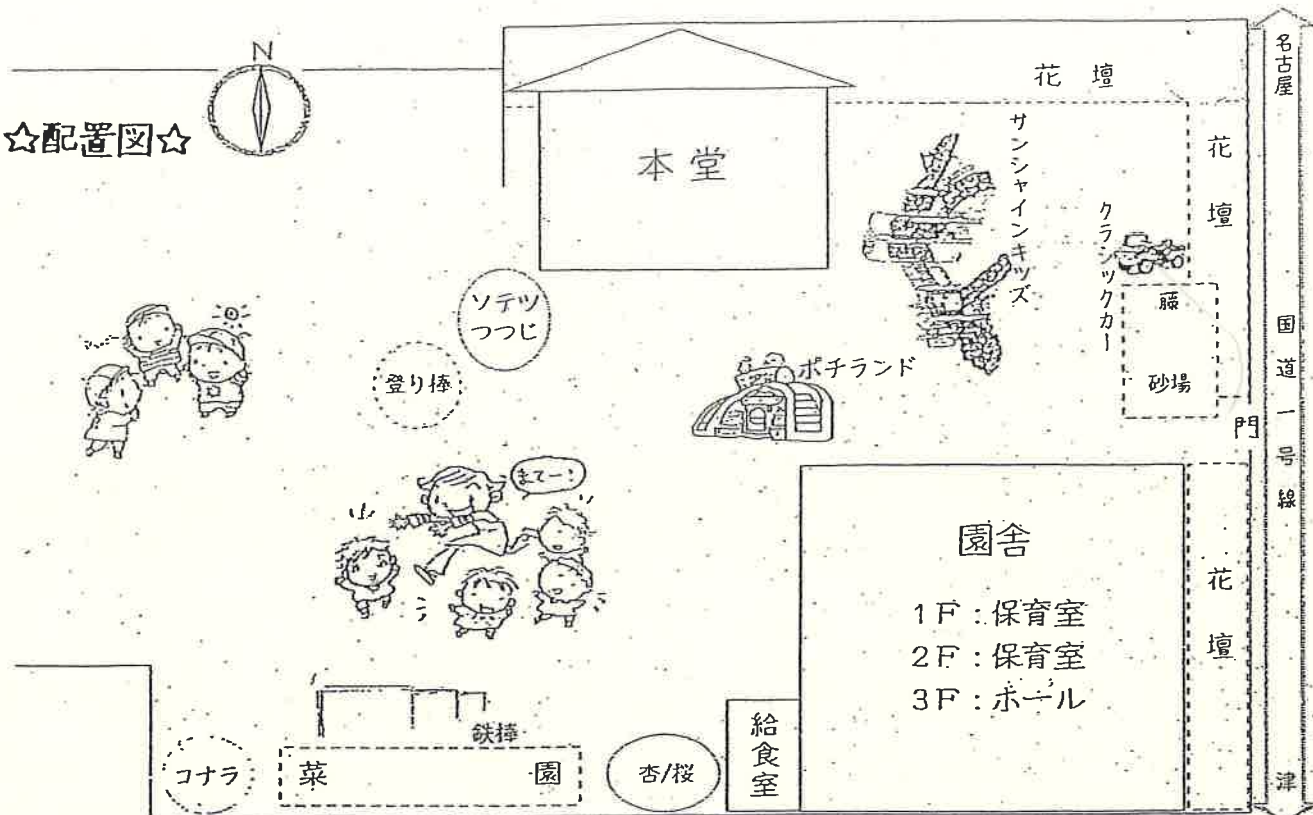 N
☆配置図☆
本堂
花壇
花壇
サンシャインキッズ
クラシックカー
藤
砂場
名古屋
国道一号線
津
門
ソテツ
つつじ
登り棒
ポチランド
まてー!
園舎
1F:保育室
2F:保育室
3F:ホール
花壇
給食室
鉄棒
コナラ
菜園
杏/桜